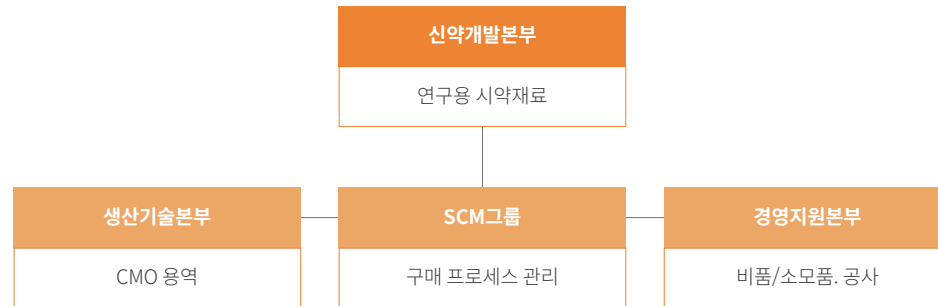 신약개발본부
연구용 시약재료
생산기술본부
SCM그룹
경영지원본부
CMO 용역
구매 프로세스 관리
비품/소모품. 공사